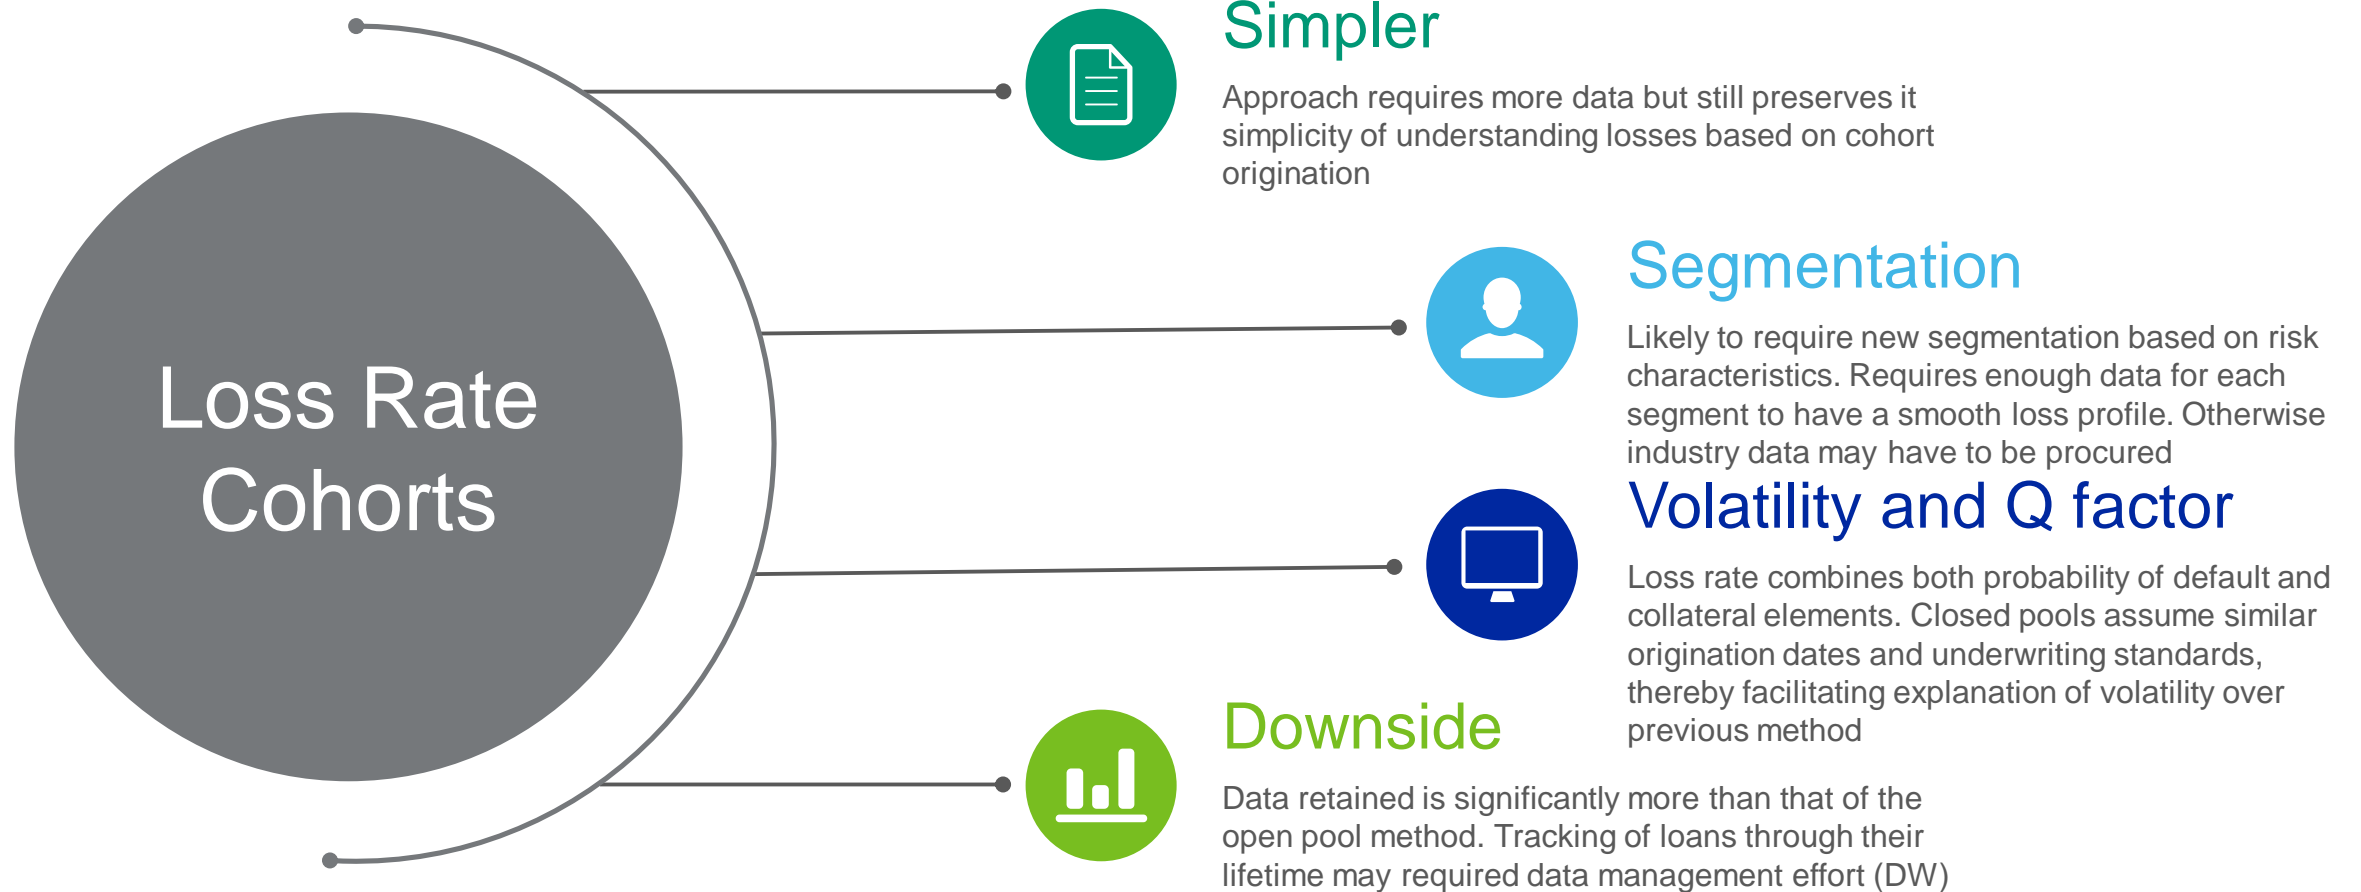 Loss Rate
Cohorts
Simpler
Approach requires more data but still preserves it
simplicity of understanding losses based on cohort
origination
Segmentation
Likely to require new segmentation based on risk
characteristics. Requires enough data for each
segment to have a smooth loss profile. Otherwise
industry data may have to be procured
Volatility and Q factor
Loss rate combines both probability of default and
collateral elements. Closed pools assume similar
origination dates and underwriting standards,
thereby facilitating explanation of volatility over
previous method
Downside
Data retained is significantly more than that of the
open pool method. Tracking of loans through their
lifetime may required data management effort (DW)